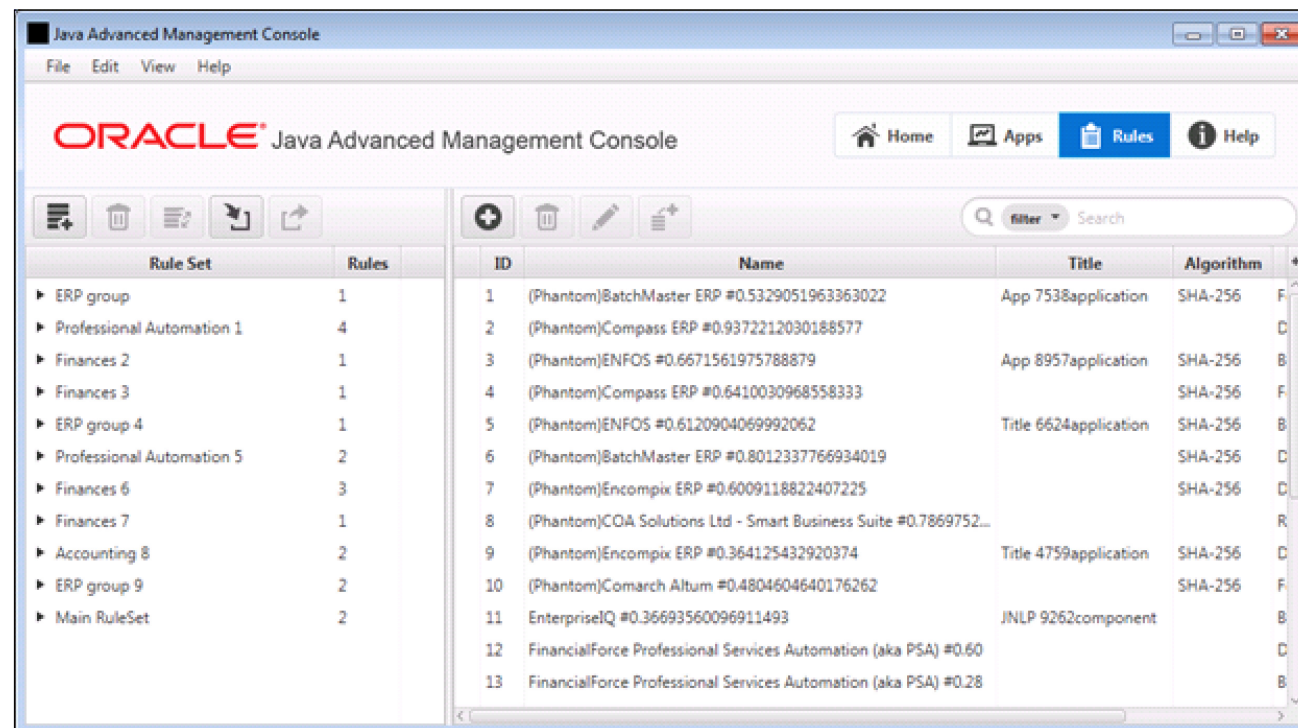 Java Advanced Management Console
File Edit View Help
ORACLE Java Advanced Management Console
Home Apps Rules Help
filter Search
Rule Set Rules
ERP group 1
Professional Automation 1 4
Finances 2 1
Finances 3 1
ERP group 4 1
Professional Automation 5 2
Finances 6 3
Finances 7 1
Accounting 8 2
ERP group 9 2
Main RuleSet 2
ID Name Title Algorithm
1 (Phantom)BatchMaster ERP #0.5329051963363022 App 7538application SHA-256 F
2 (Phantom)Compass ERP #0.9372212030188577 D
3 (Phantom)ENFOS #0.6671561975788879 App 8957application SHA-256 B
4 (Phantom)Compass ERP #0.6410030968558333 SHA-256 F
5 (Phantom)ENFOS #0.6120904069992062 Title 6624application SHA-256 B
6 (Phantom)BatchMaster ERP #0.8012337766934019 SHA-256 D
7 (Phantom)Encompix ERP #0.6009118822407225 SHA-256 D
8 (Phantom)COA Solutions Ltd - Smart Business Suite #0.7869752... R
9 (Phantom)Encompix ERP #0.364125432920374 Title 4759application SHA-256 D
10 (Phantom)Comarch Altum #0.4804604640176262 SHA-256 F
11 EnterpriseIQ #0.36693560096911493 JNLP 9262component B
12 FinancialForce Professional Services Automation (aka PSA) #0.60 D
13 FinancialForce Professional Services Automation (aka PSA) #0.28 B